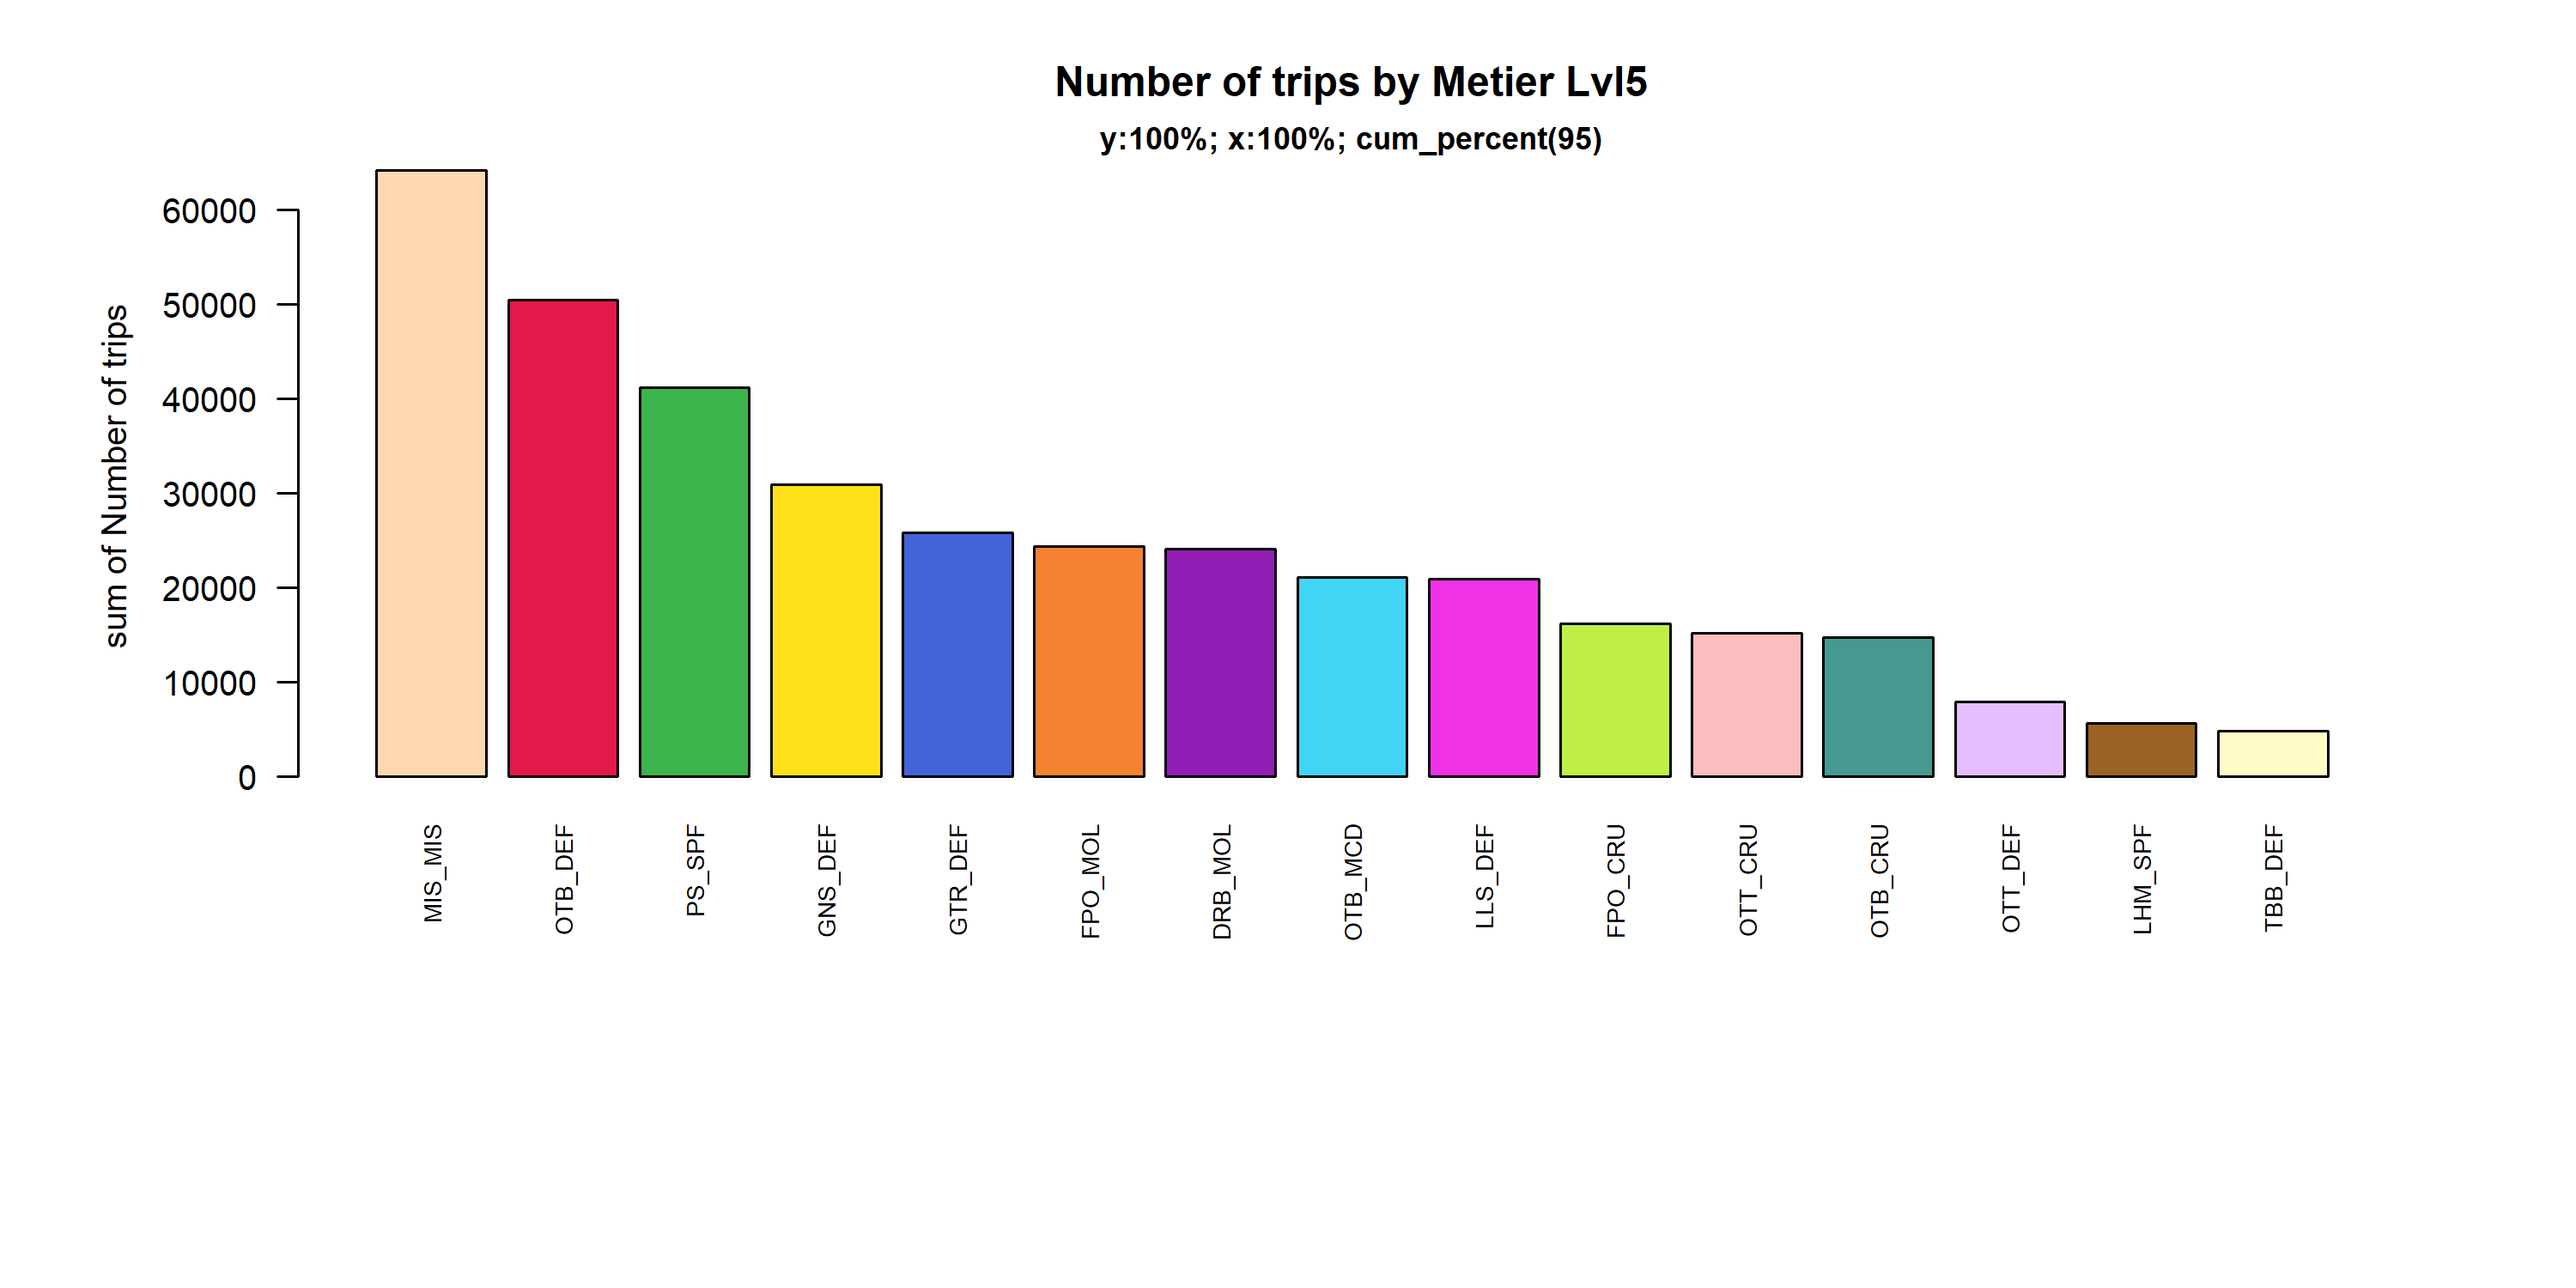 Number of trips by Metier Lvl5
y:100%; x:100%; cum_percent(95)
sum of Number of trips
60000
50000
40000
30000
20000
10000
0
MIS_MIS
OTB_DEF
PS_SPF
GNS_DEF
GTR_DEF
FPO_MOL
DRB_MOL
OTB_MCD
LLS_DEF
FPO_CRU
OTT_CRU
OTB_CRU
OTT_DEF
LHM_SPF
TBB_DEF